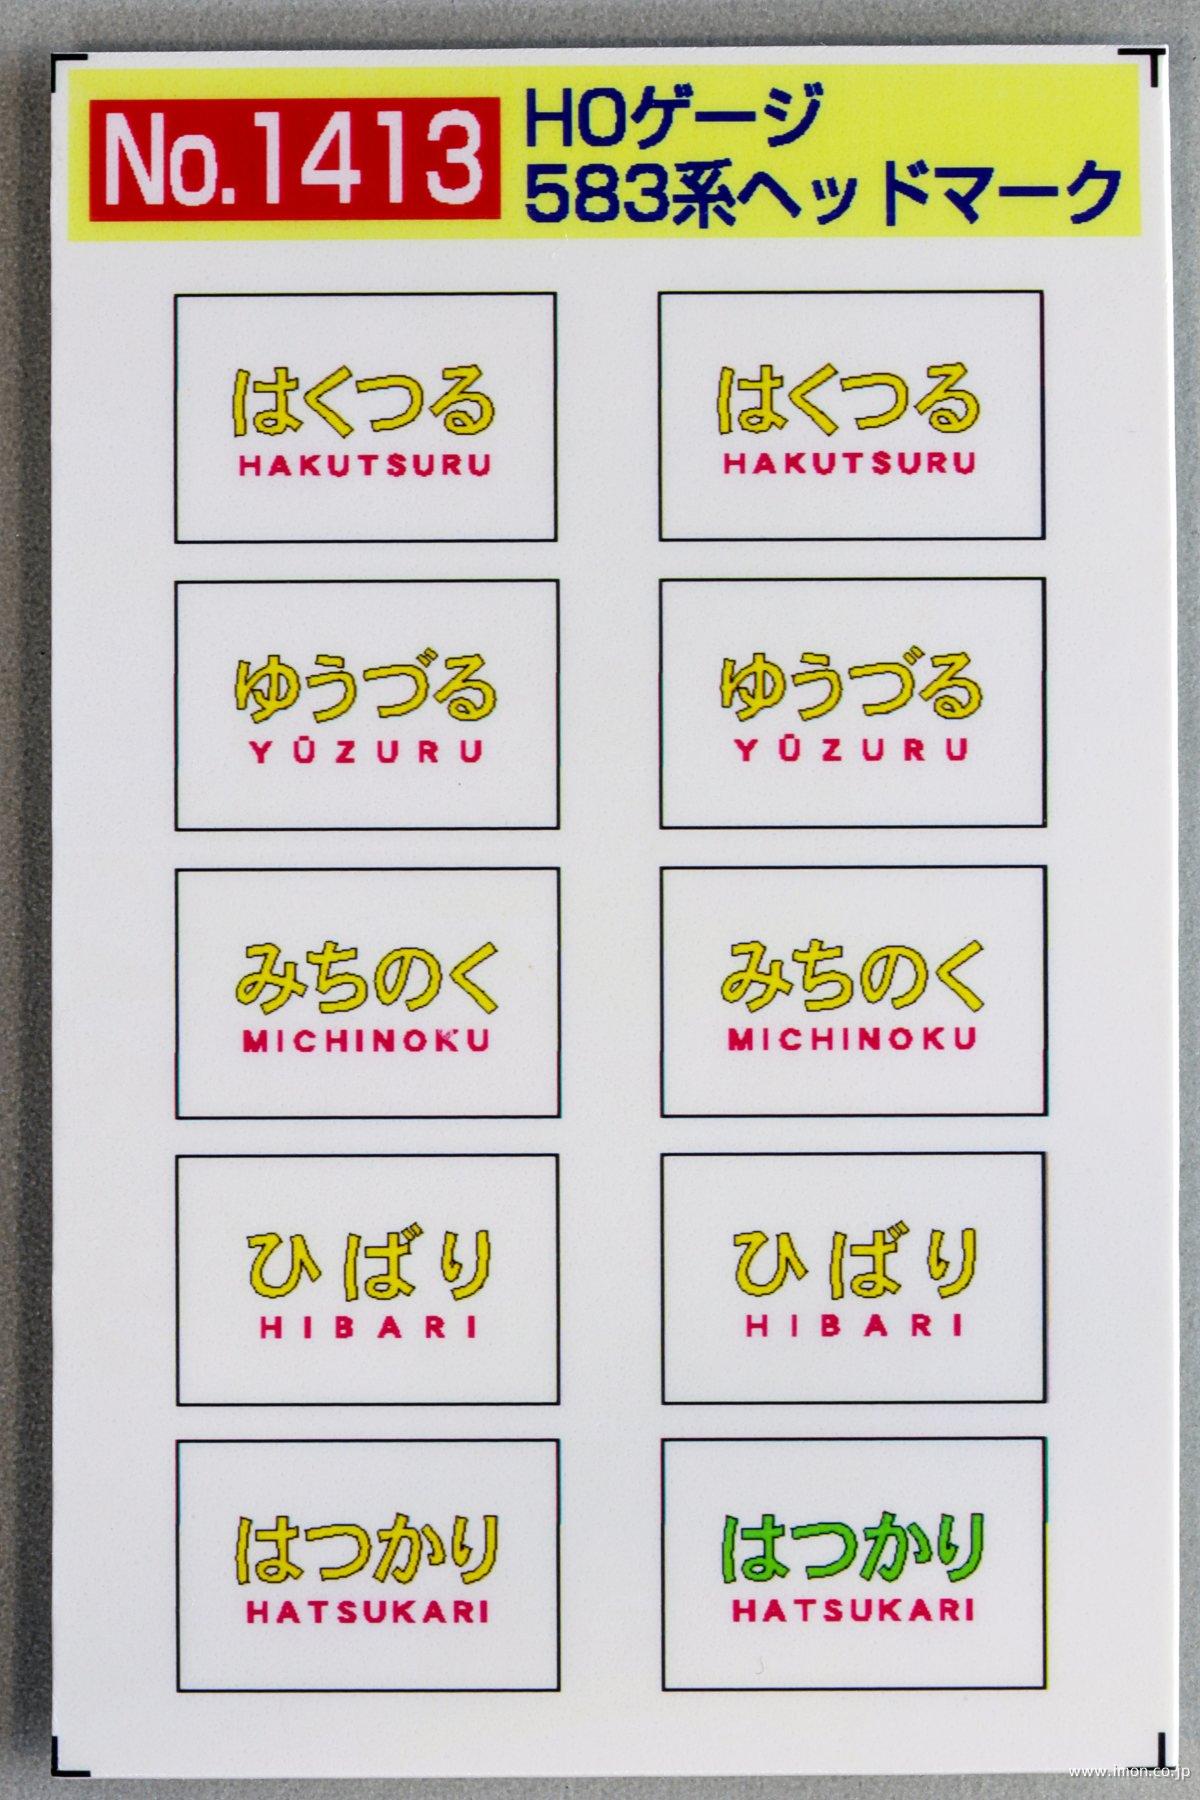 No.1413
HOゲージ
583系ヘッドマーク
はくつる
HAKUTSURU
はくつる
HAKUTSURU
ゆうづる
YŪZURU
ゆうづる
YŪZURU
みちのく
MICHINOKU
みちのく
MICHINOKU
ひばり
HIBARI
ひばり
HIBARI
はつかり
HATSUKARI
はつかり
HATSUKARI
www.imon.co.jp